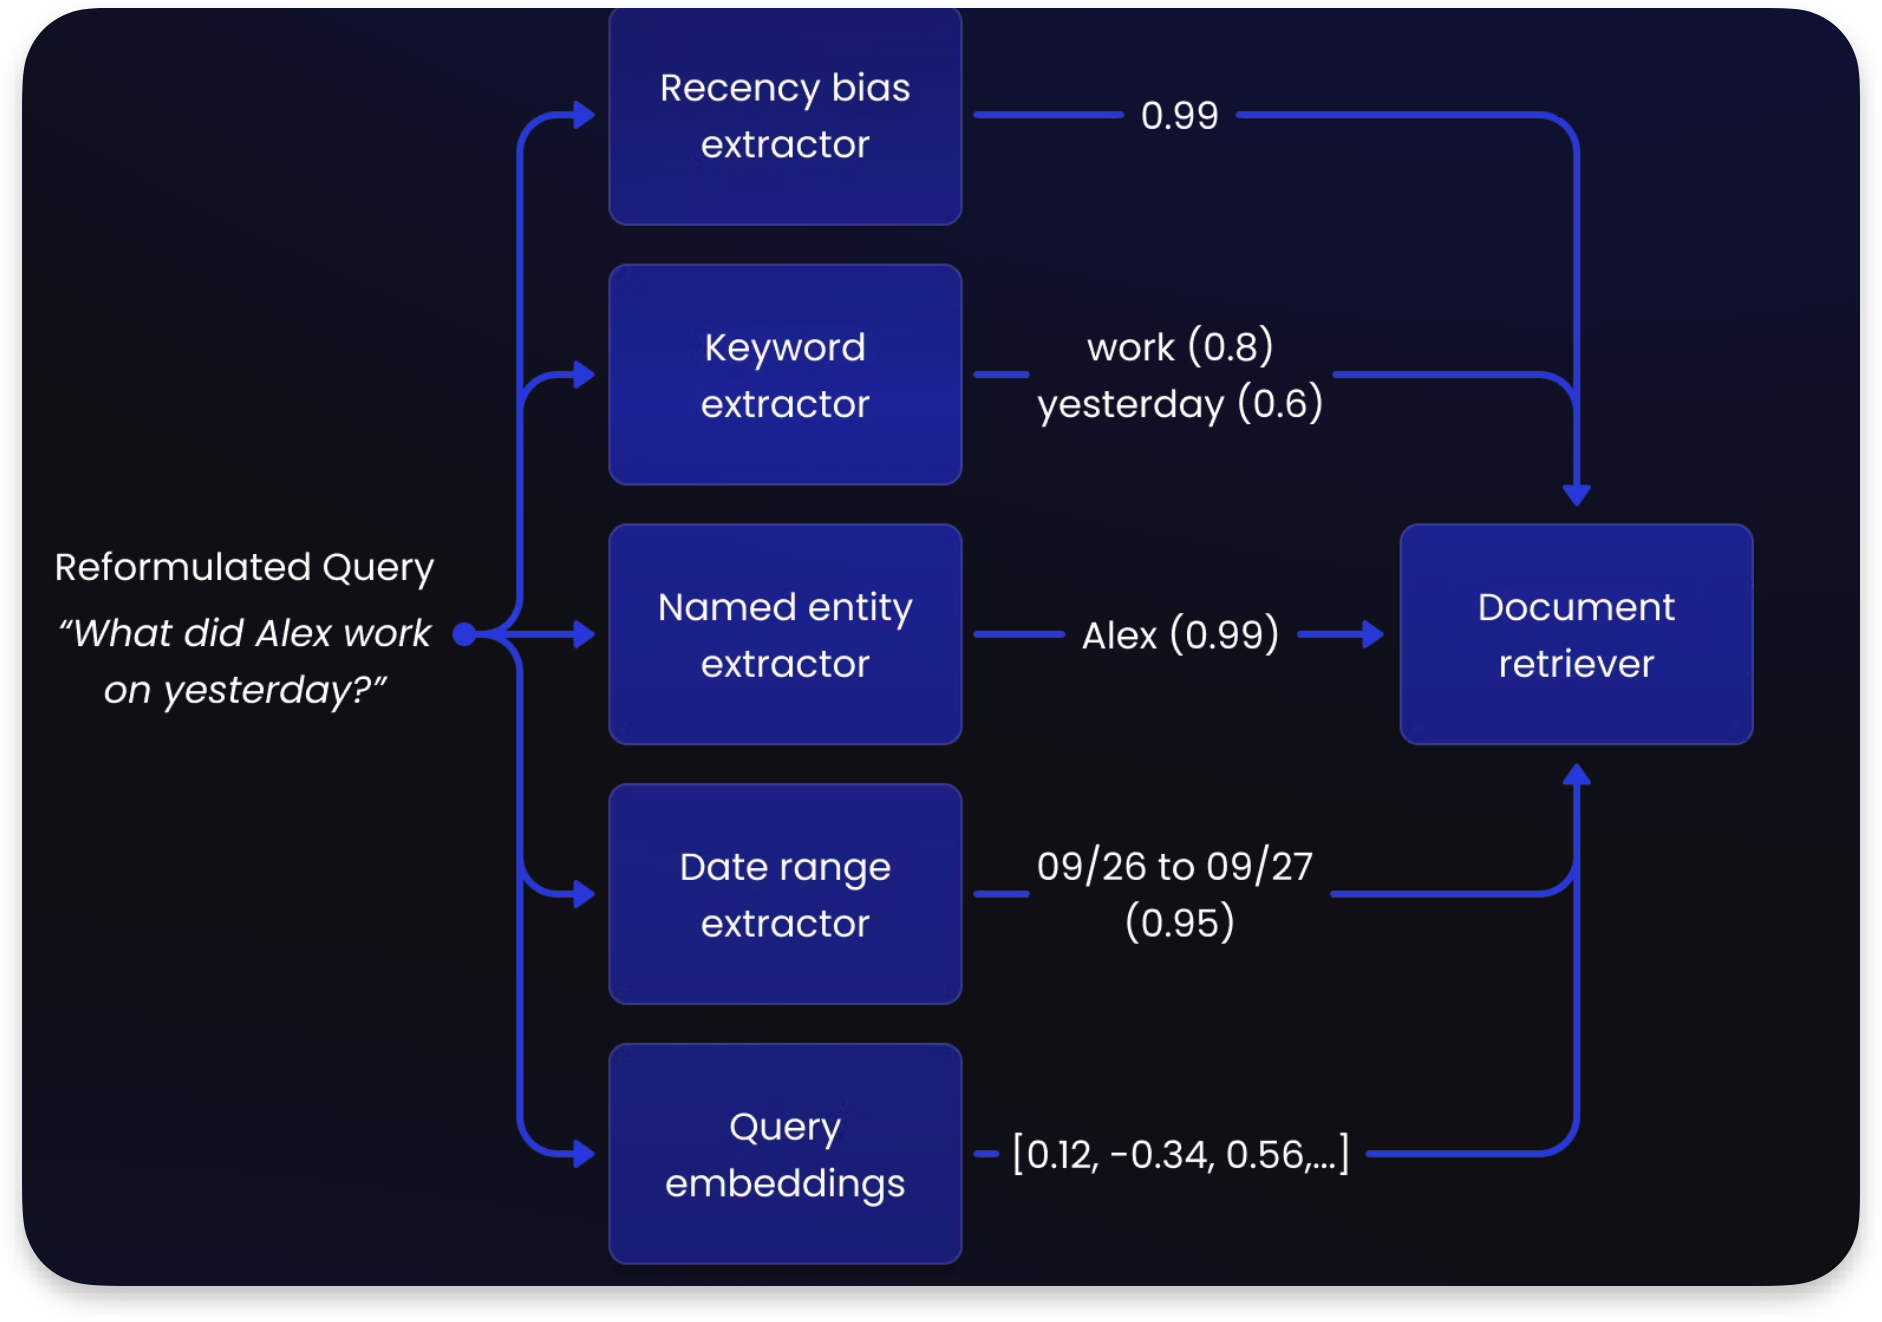 Recency bias
extractor
0.99
Keyword
extractor
work (0.8)
yesterday (0.6)
Reformulated Query
“What did Alex work
on yesterday?”
Named entity
extractor
Alex (0.99)
Document
retriever
Date range
extractor
09/26 to 09/27
(0.95)
Query
embeddings
[0.12, -0.34, 0.56,...]